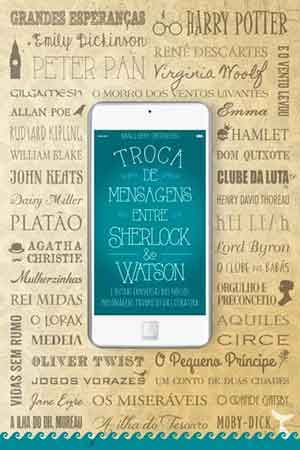 GRANDES ESPERANÇAS
HARRY POTTER
Emily Dickinson
RENÉ DESCARTES
PETER PAN
Virginia Woolf
GILGAMESH
O MORRO DOS VENTOS UIVANTES
E O VENTO LEVOU
ALLAN POE
Emma
RUDYARD KIPLING
HAMLET
WILLIAM BLAKE
DOM QUIXOTE
JOHN KEATS
CLUBE DA LUTA
Daisy Miller
HENRY DAVID THOREAU
PLATÃO
REI LEAR
AGATHA CHRISTIE
Lord Byron
Mulherzinhas
O CLUBE DAS BABÁS
REI MIDAS
ORGULHO E PRECONCEITO
VIDAS SEM RUMO
O LORAX
AQUILES
MEDEIA
CIRCE
OLIVER TWIST
O Pequeno Príncipe
JOGOS VORAZES
UM CONTO DE DUAS CIDADES
Jane Eyre
OS MISERÁVEIS
O GRANDE GATSBY
A ILHA DO DR. MOREAU
A ilha do Tesouro
MOBY-DICK
TROCA
DE
MENSAGENS
ENTRE
SHERLOCK
&
WATSON